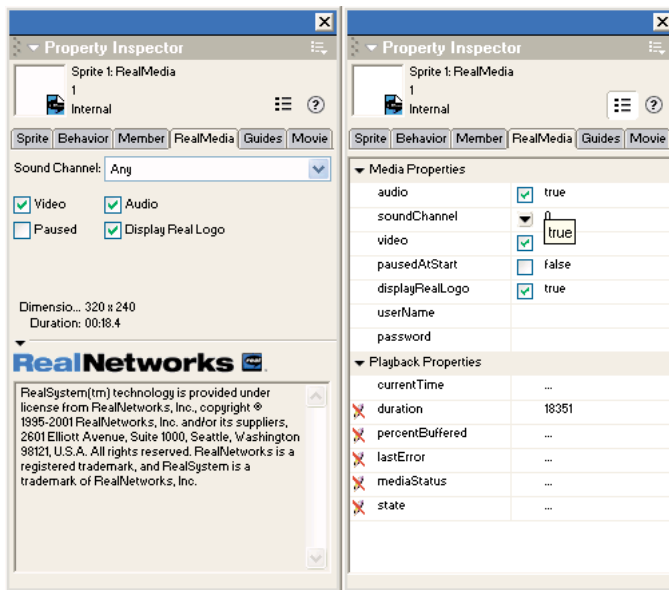 Property Inspector
Sprite 1: RealMedia
1
Internal
Sprite Behavior Member RealMedia Guides Movie
Sound Channel: Any
Video Audio
Paused Display Real Logo
Dimensio... 320 x 240
Duration: 00:18.4
RealNetworks real
RealSystem(tm) technology is provided under
license from RealNetworks, Inc., copyright ©
1995-2001 RealNetworks, Inc. and/or its suppliers,
2601 Elliott Avenue, Suite 1000, Seattle, Washington
98121, U.S.A. All rights reserved. RealNetworks is a
registered trademark, and RealSystem is a
trademark of RealNetworks, Inc.
Property Inspector
Sprite 1: RealMedia
1
Internal
Sprite Behavior Member RealMedia Guides Movie
Media Properties
audio true
soundChannel 0
true
video
pausedAtStart false
displayRealLogo true
userName
password
Playback Properties
currentTime ...
duration 18351
percentBuffered ...
lastError ...
mediaStatus ...
state ...